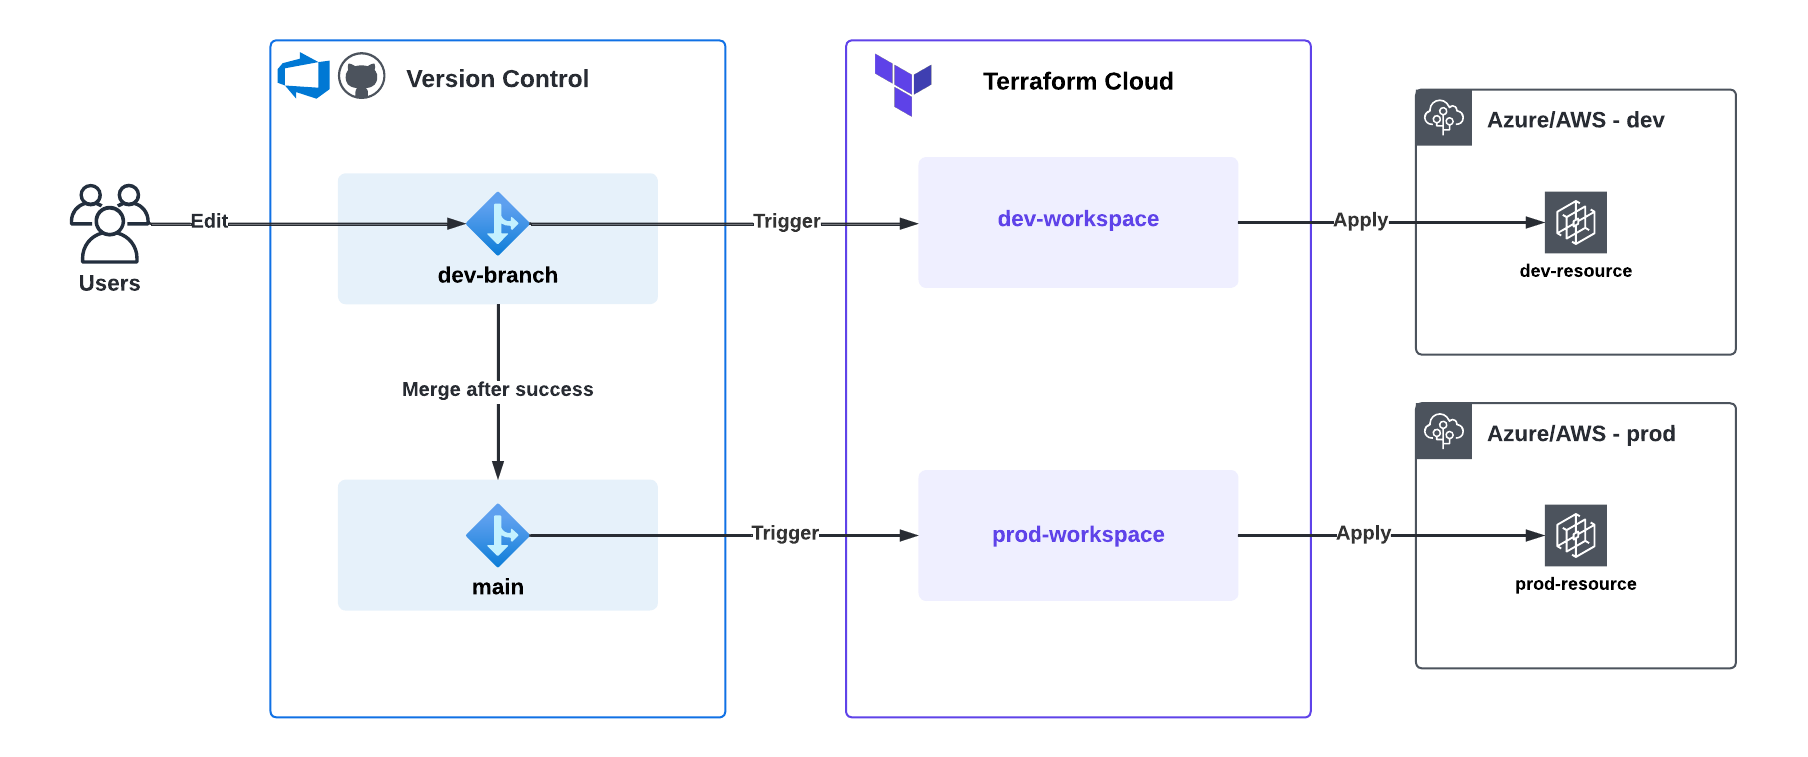 Version Control
Terraform Cloud
Azure/AWS - dev
Users
Edit
dev-branch
Trigger
dev-workspace
Apply
dev-resource
Merge after success
Azure/AWS - prod
main
Trigger
prod-workspace
Apply
prod-resource